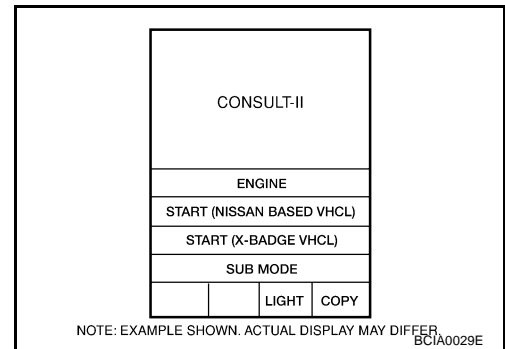 CONSULT-II
ENGINE
START (NISSAN BASED VHCL)
START (X-BADGE VHCL)
SUB MODE
LIGHT COPY
NOTE: EXAMPLE SHOWN. ACTUAL DISPLAY MAY DIFFER.
BCIA0029E